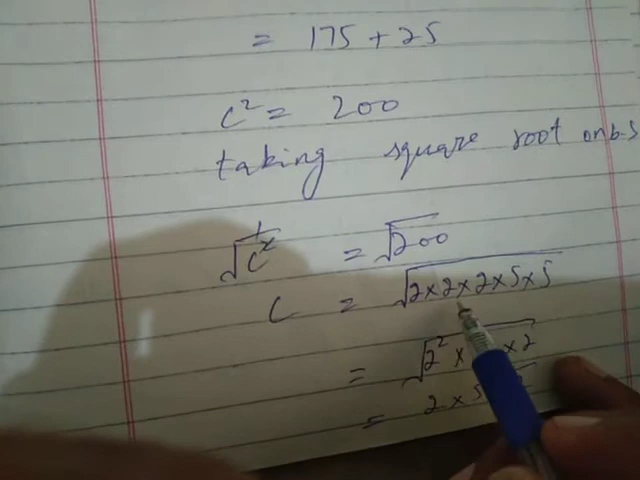 = 175 + 25
c² = 200
taking square root on b.s
√c² = √200
c = √2×2×2×5×5
= √2² × ×2
= 2 × 5